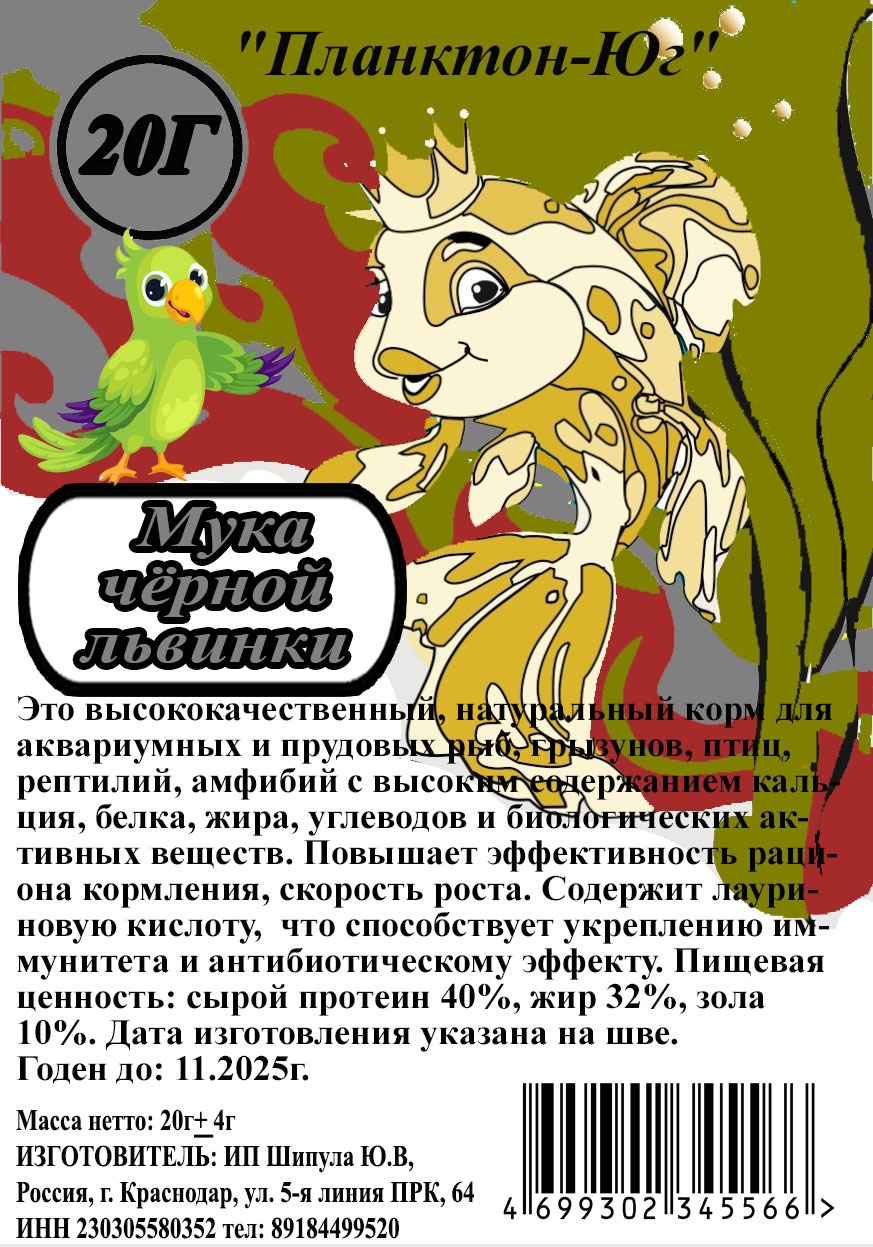 "Планктон-Юг"
20Г
Мука
чёрной
львинки
Это высококачественный, натуральный корм для
аквариумных и прудовых рыб, грызунов, птиц,
рептилий, амфибий с высоким содержанием каль-
ция, белка, жира, углеводов и биологических ак-
тивных веществ. Повышает эффективность раци-
она кормления, скорость роста. Содержит лаури-
новую кислоту, что способствует укреплению им-
мунитета и антибиотическому эффекту. Пищевая
ценность: сырой протеин 40%, жир 32%, зола
10%. Дата изготовления указана на шве.
Годен до: 11.2025г.
Масса нетто: 20г+ 4г
ИЗГОТОВИТЕЛЬ: ИП Шипула Ю.В,
Россия, г. Краснодар, ул. 5-я линия ПРК, 64
ИНН 230305580352 тел: 89184499520
4 699302 345566 >